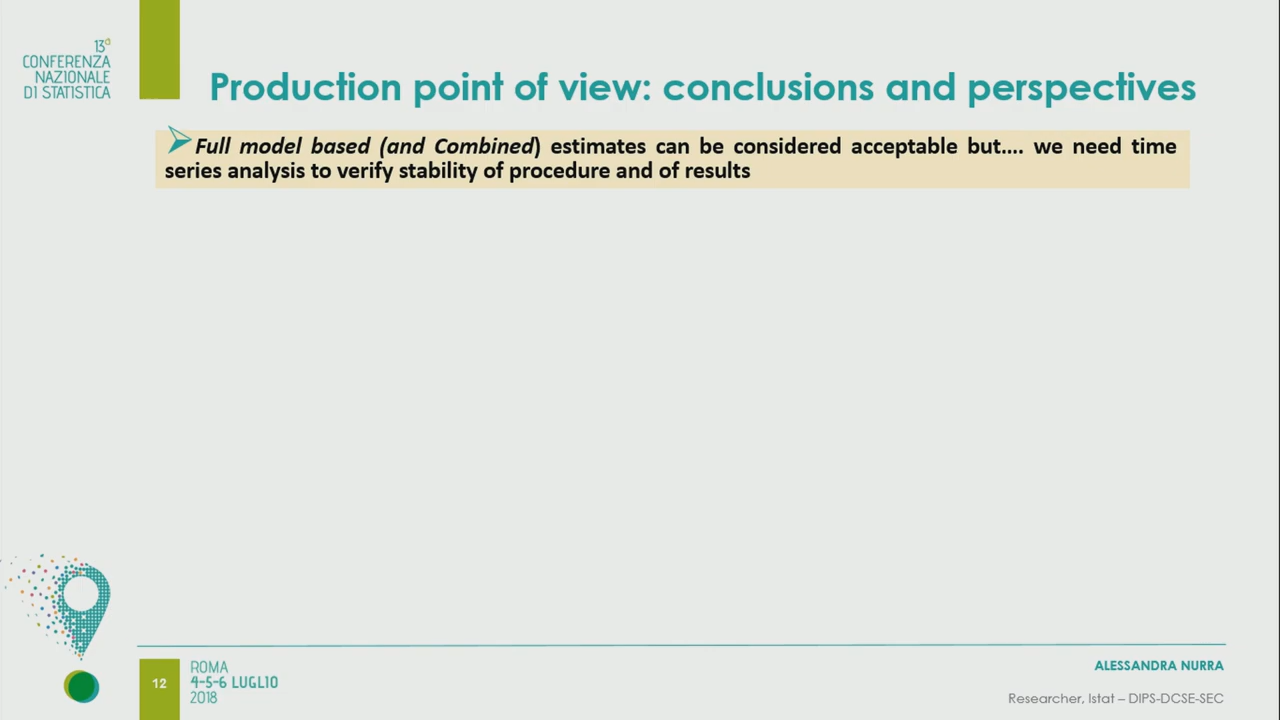 13ª
CONFERENZA
NAZIONALE
DI STATISTICA
Production point of view: conclusions and perspectives
Full model based (and Combined) estimates can be considered acceptable but.... we need time
series analysis to verify stability of procedure and of results
12
ROMA
4-5-6 LUGLIO
2018
ALESSANDRA NURRA
Researcher, Istat – DIPS-DCSE-SEC